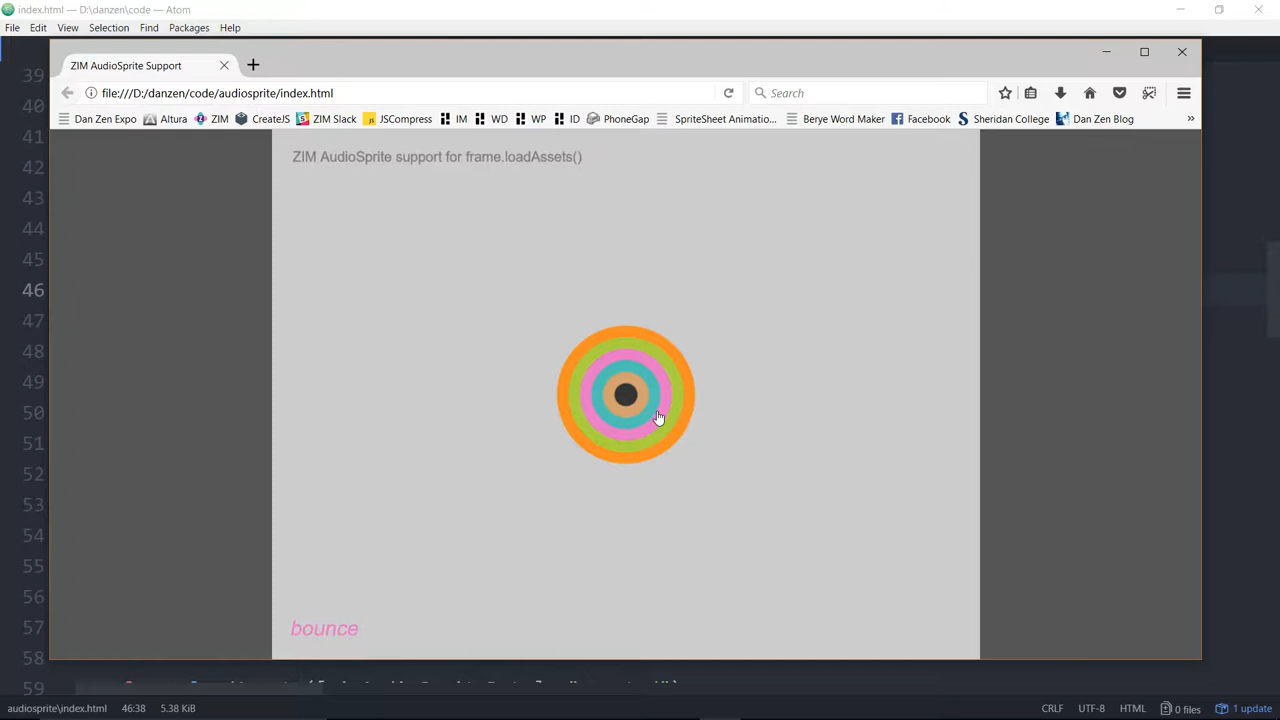 index.html — D:\danzen\code — Atom
File Edit View Selection Find Packages Help
ZIM AudioSprite Support
file:///D:/danzen/code/audiosprite/index.html
Search
Dan Zen Expo Altura ZIM CreateJS ZIM Slack JSCompress IM WD WP ID PhoneGap SpriteSheet Animano... Berye Word Maker Facebook Sheridan College Dan Zen Blog »
ZIM AudioSprite support for frame.loadAssets()
bounce
39
40
41
42
43
44
45
46
47
48
49
50
51
52
53
54
55
56
57
58
59
audiosprite\index.html 46:38 5.38 KiB CRLF UTF-8 HTML 0 files 1 update